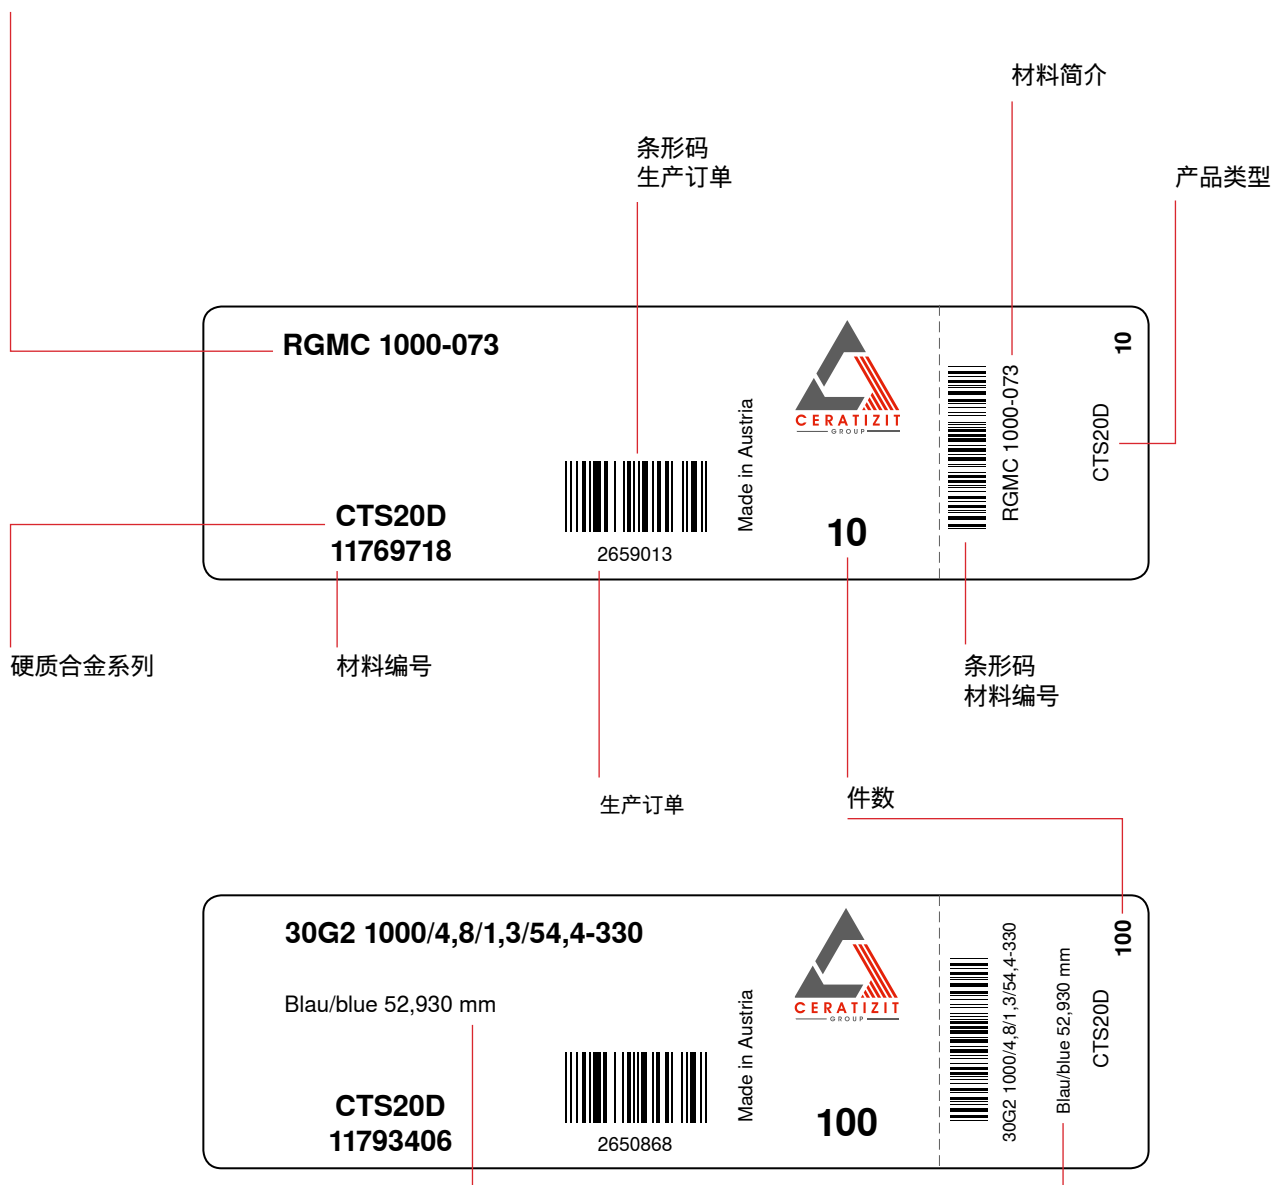 材料简介
条形码
生产订单
产品类型
RGMC 1000-073
CTS20D
11769718
2659013
Made in Austria
CERATIZIT
GROUP
10
RGMC 1000-073
CTS20D
10
硬质合金系列
材料编号
条形码
材料编号
生产订单
件数
30G2 1000/4,8/1,3/54,4-330
Blau/blue 52,930 mm
CTS20D
11793406
2650868
Made in Austria
CERATIZIT
GROUP
100
30G2 1000/4,8/1,3/54,4-330
Blau/blue 52,930 mm
CTS20D
100